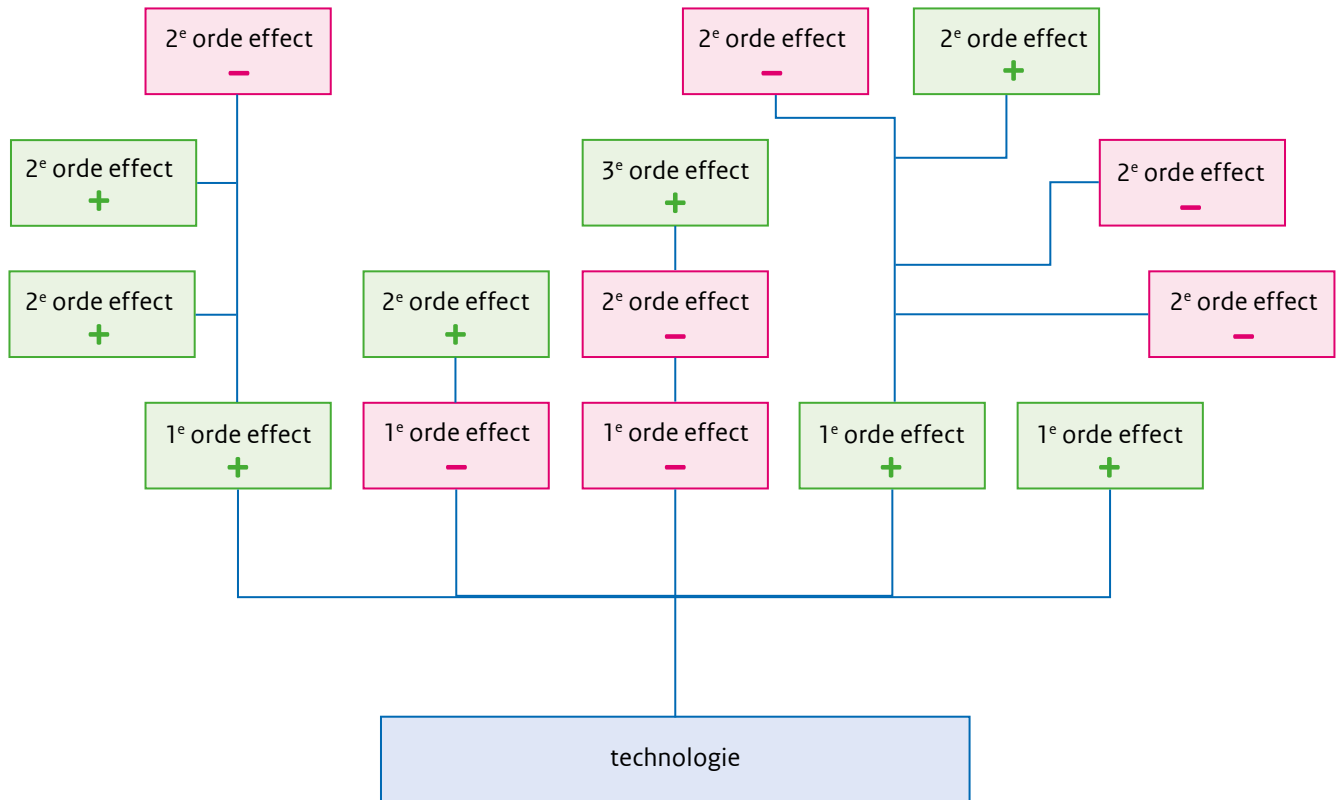 2ᵉ orde effect
−
2ᵉ orde effect
−
2ᵉ orde effect
+
2ᵉ orde effect
+
3ᵉ orde effect
+
2ᵉ orde effect
−
2ᵉ orde effect
+
2ᵉ orde effect
+
2ᵉ orde effect
−
2ᵉ orde effect
−
1ᵉ orde effect
+
1ᵉ orde effect
−
1ᵉ orde effect
−
1ᵉ orde effect
+
1ᵉ orde effect
+
technologie